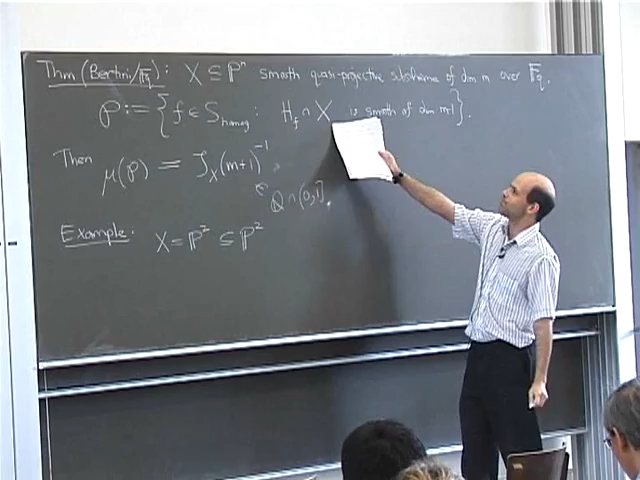 Thm (Bertini/𝔽q): X ⊆ ℙⁿ smooth quasi-projective subscheme of dim m over 𝔽q.
𝒫 := { f ∈ S_homog : H_f ∩ X is smooth of dim m-1 }.
Then μ(𝒫) = ζ_X(m+1)⁻¹
∈ ℚ ∩ (0,1].
Example: X = ℙ² ⊆ ℙ²